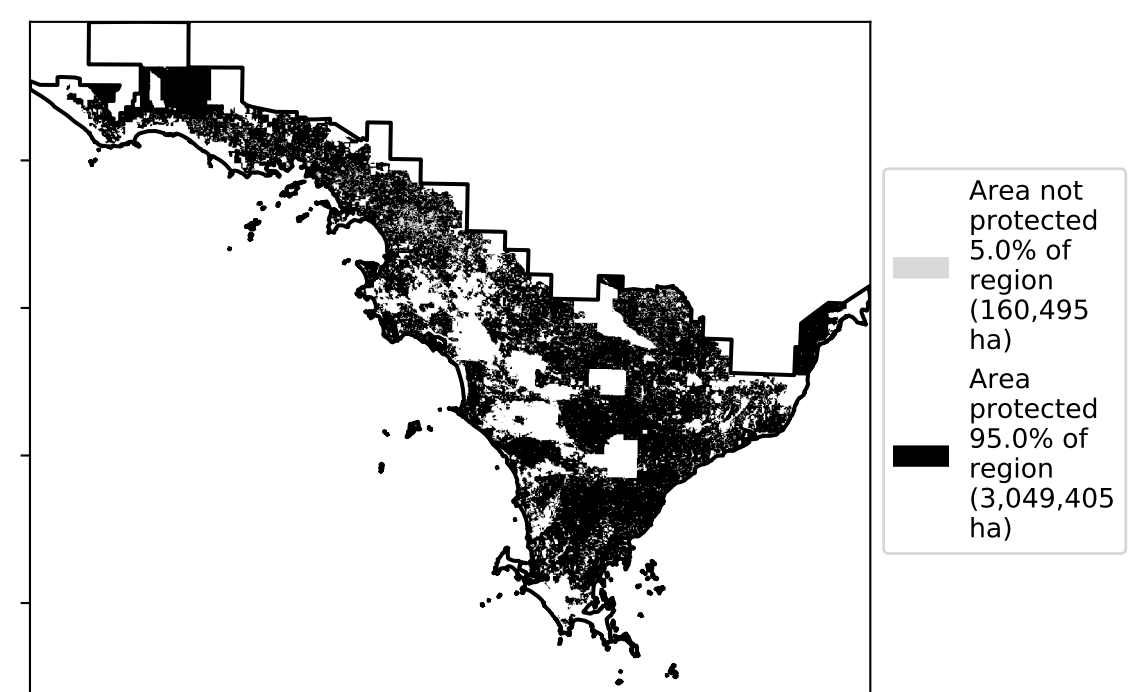 Area not
protected
5.0% of
region
(160,495
ha)
Area
protected
95.0% of
region
(3,049,405
ha)